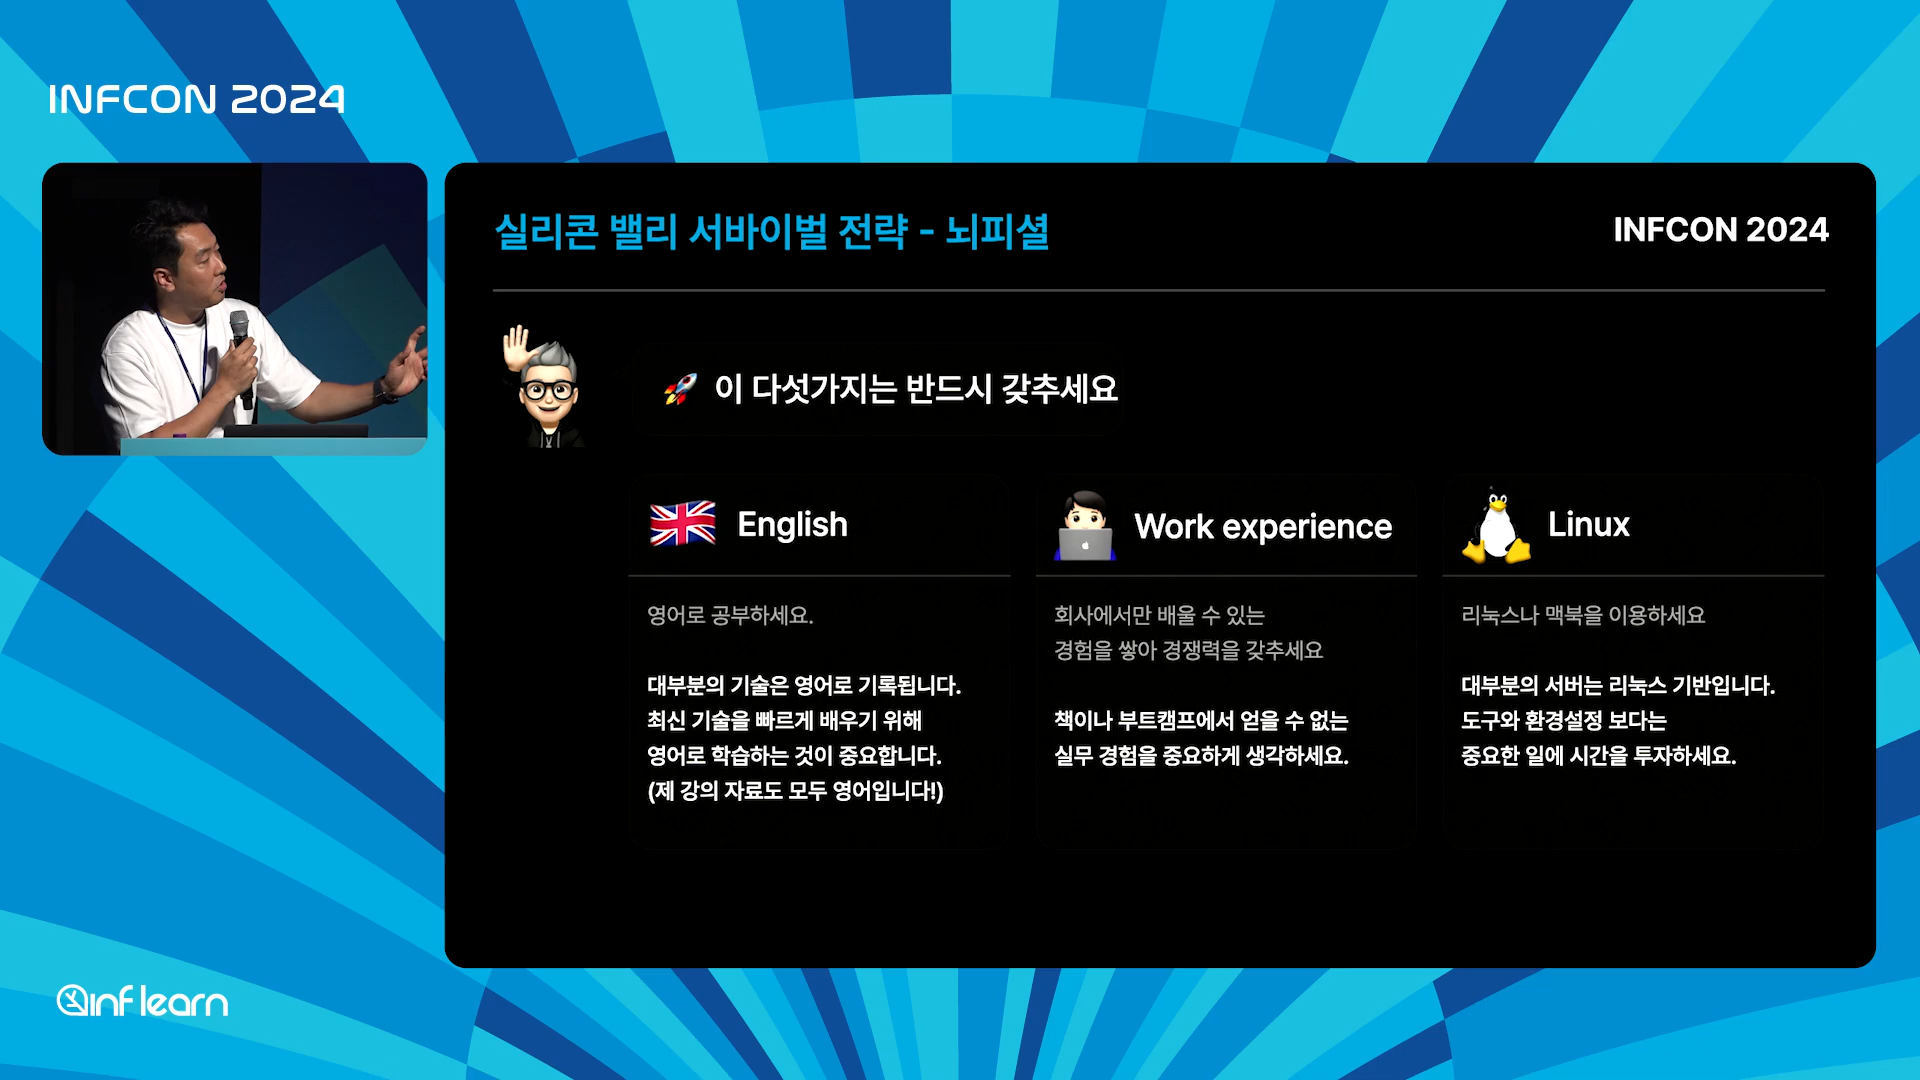 INFCON 2024
실리콘 밸리 서바이벌 전략 - 뇌피셜
INFCON 2024
🚀 이 다섯가지는 반드시 갖추세요
English
영어로 공부하세요.
대부분의 기술은 영어로 기록됩니다.
최신 기술을 빠르게 배우기 위해
영어로 학습하는 것이 중요합니다.
(제 강의 자료도 모두 영어입니다!)
Work experience
회사에서만 배울 수 있는
경험을 쌓아 경쟁력을 갖추세요
책이나 부트캠프에서 얻을 수 없는
실무 경험을 중요하게 생각하세요.
Linux
리눅스나 맥북을 이용하세요
대부분의 서버는 리눅스 기반입니다.
도구와 환경설정 보다는
중요한 일에 시간을 투자하세요.
inflearn